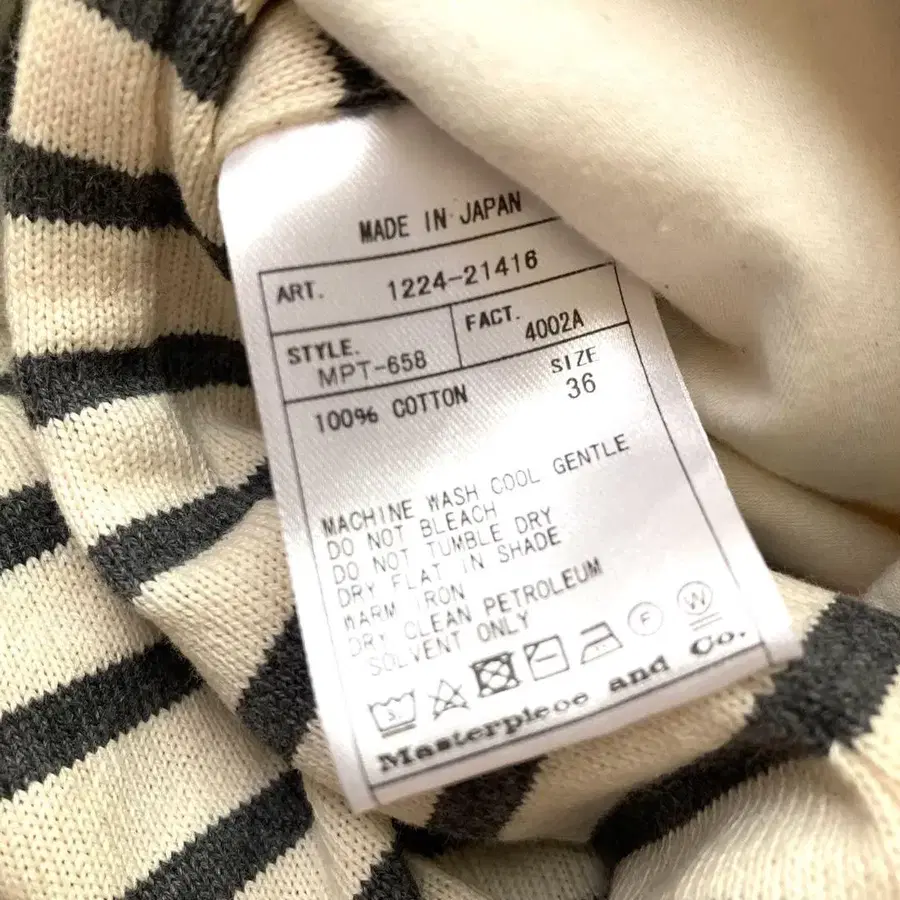 MADE IN JAPAN
ART. 1224-21416
STYLE. MPT-658
FACT. 4002A
100% COTTON
SIZE 36
MACHINE WASH COOL GENTLE
DO NOT BLEACH
DO NOT TUMBLE DRY
DRY FLAT IN SHADE
WARM IRON
DRY CLEAN PETROLEUM
SOLVENT ONLY
F W
Masterpiece and Co.